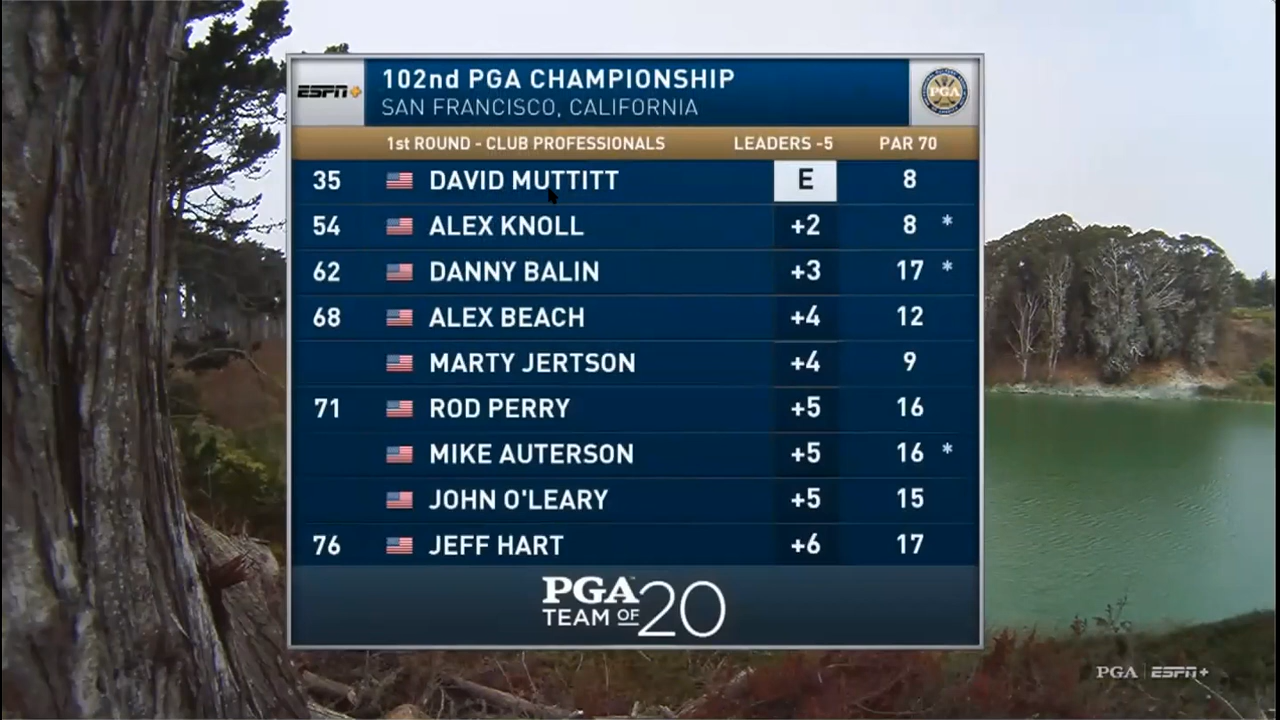 ESPN+
102nd PGA CHAMPIONSHIP
SAN FRANCISCO, CALIFORNIA
PGA
1st ROUND - CLUB PROFESSIONALS LEADERS -5 PAR 70
35 DAVID MUTTITT E 8
54 ALEX KNOLL +2 8 *
62 DANNY BALIN +3 17 *
68 ALEX BEACH +4 12
MARTY JERTSON +4 9
71 ROD PERRY +5 16
MIKE AUTERSON +5 16 *
JOHN O'LEARY +5 15
76 JEFF HART +6 17
PGA
TEAM OF 20
PGA | ESPN+